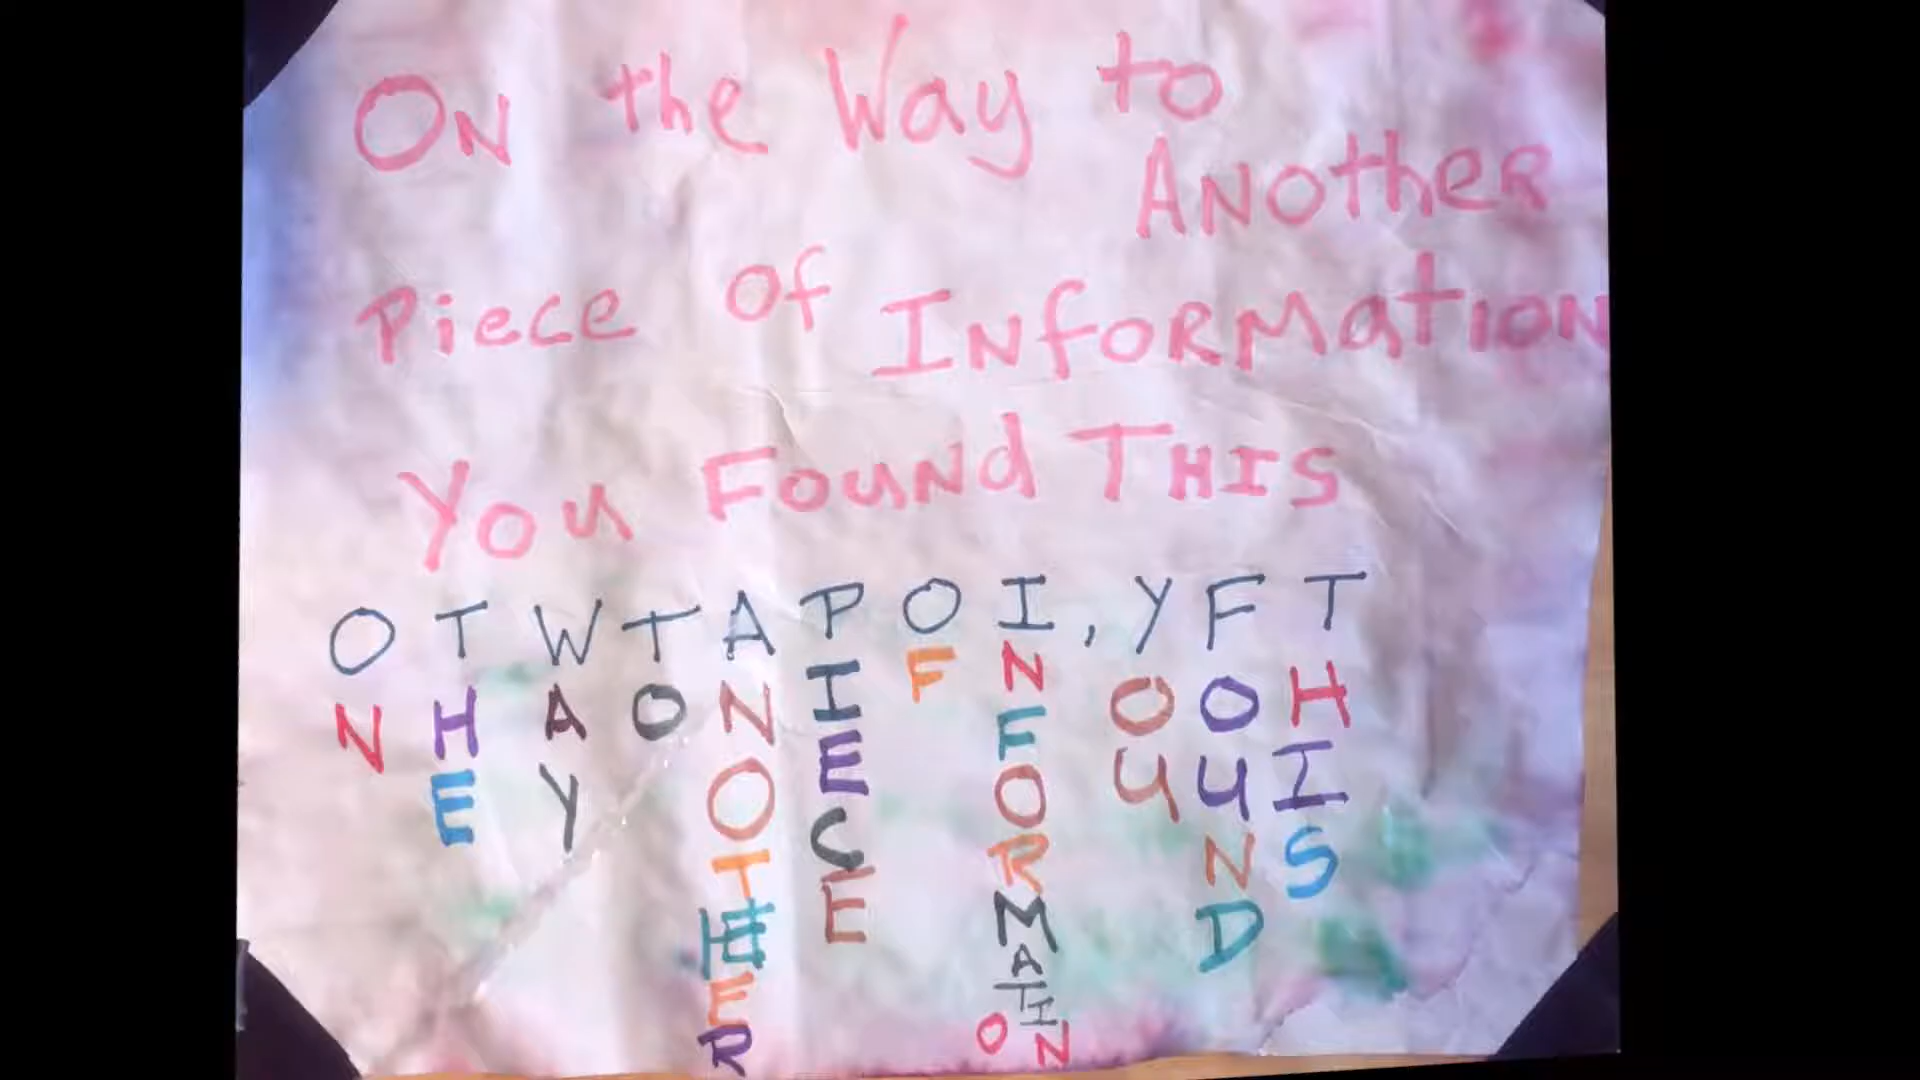 ON the Way to
ANOtheR
Piece Of INfORMatiON
You FouNd THIS
O T W T A P O I , Y F T
N H A O N I F N O O H
E Y O E F U U I
T C O N S
H E R D
E M
R A
T
I
O N